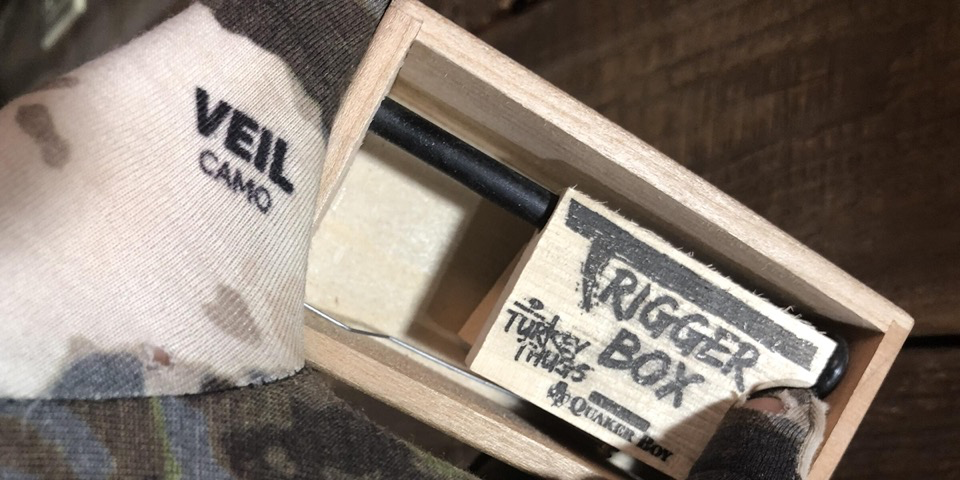 VEIL
CAMO
TRIGGER
BOX
Turkey
Thugs
Quaker Boy